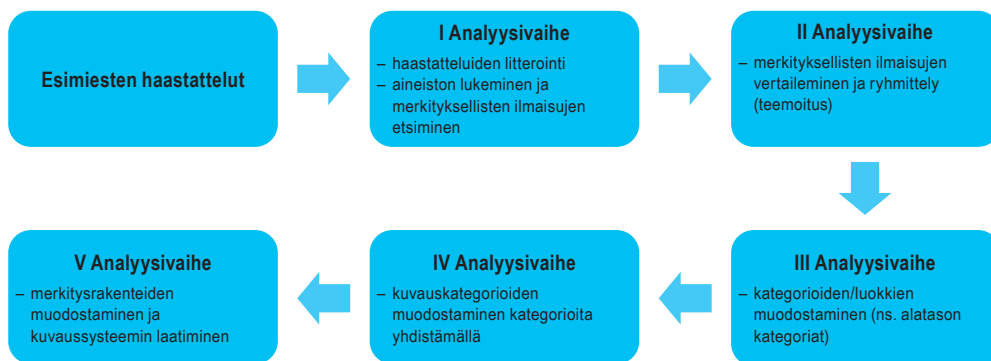 Esimiesten haastattelut
I Analyysivaihe
– haastatteluiden litterointi
– aineiston lukeminen ja
merkityksellisten ilmaisujen
etsiminen
II Analyysivaihe
– merkityksellisten ilmaisujen
vertaileminen ja ryhmittely
(teemoitus)
III Analyysivaihe
– kategorioiden/luokkien
muodostaminen (ns. alatason
kategoriat)
IV Analyysivaihe
– kuvauskategorioiden
muodostaminen kategorioita
yhdistämällä
V Analyysivaihe
– merkitysrakenteiden
muodostaminen ja
kuvaussysteemin laatiminen